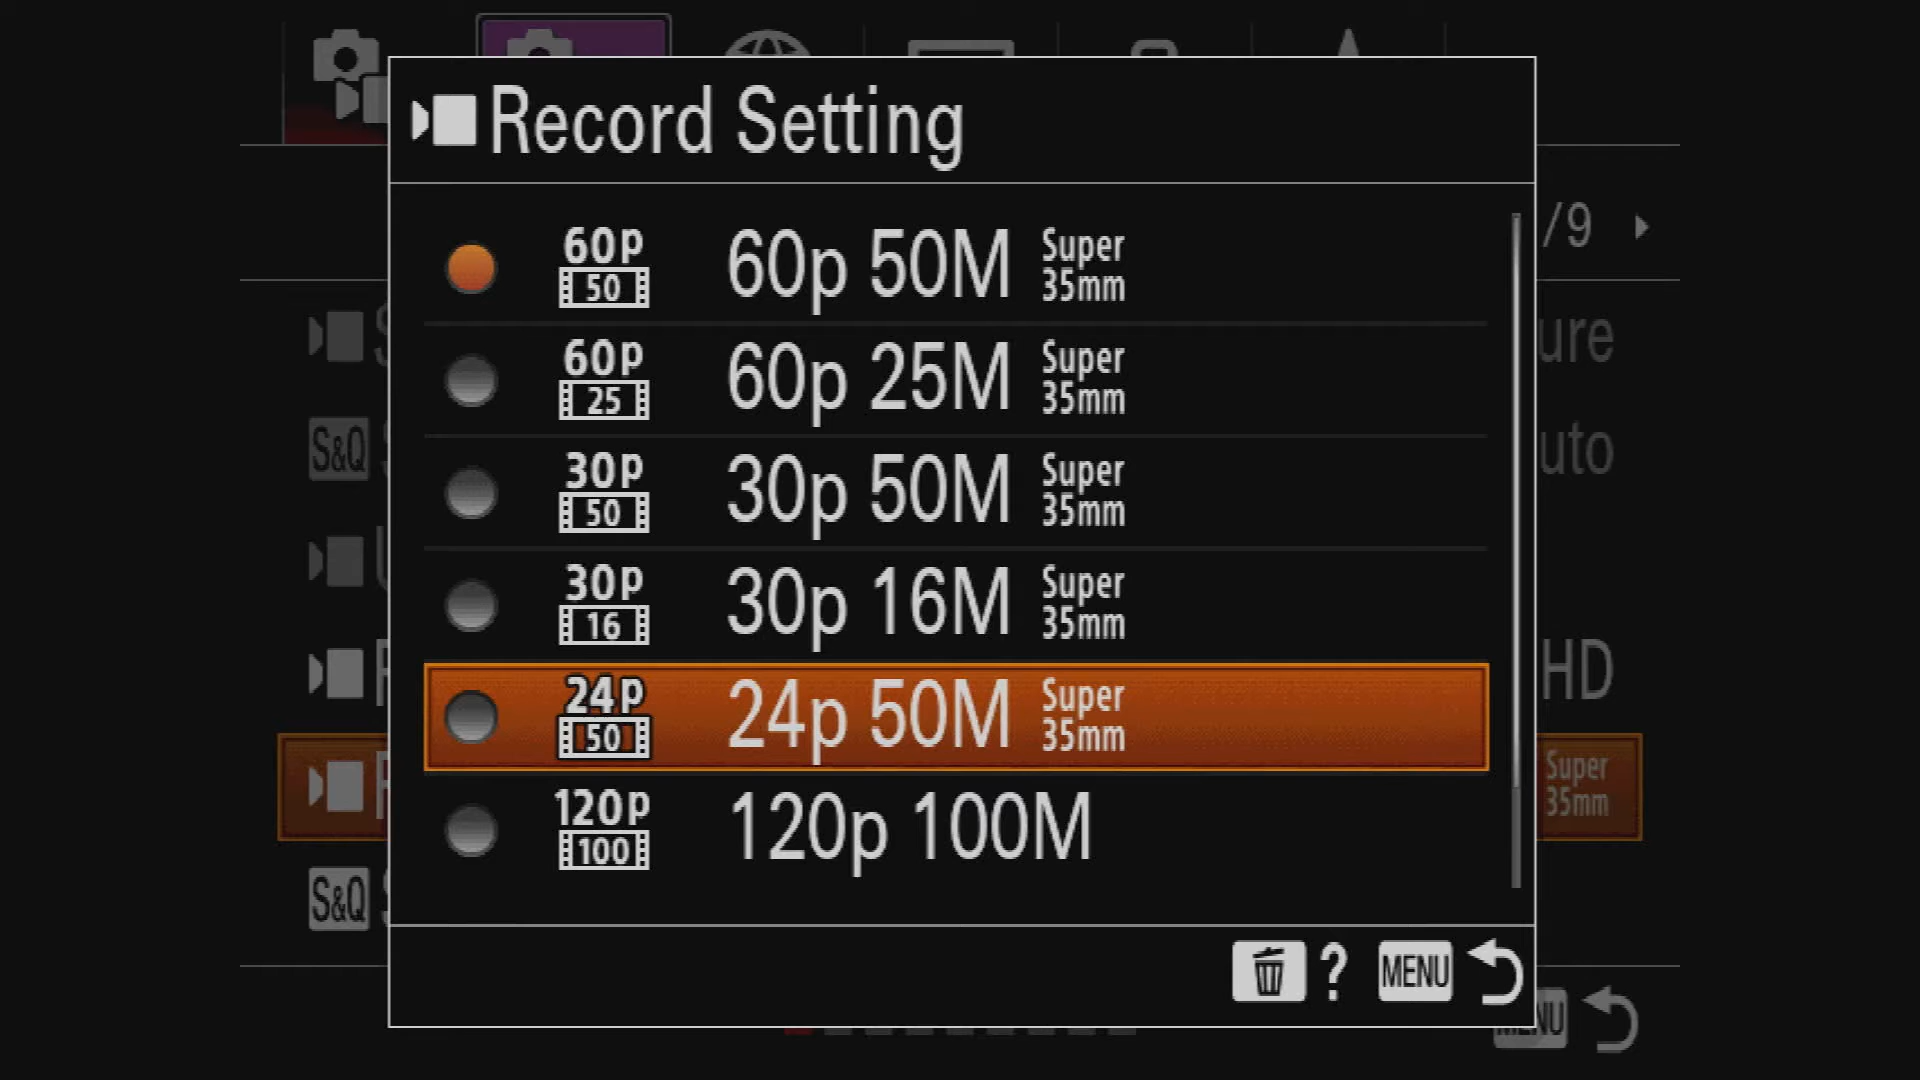 Record Setting
/9
60p 50 60p 50M Super 35mm
ure
60p 25 60p 25M Super 35mm
S&Q uto
30p 50 30p 50M Super 35mm
30p 16 30p 16M Super 35mm
HD
24p 50 24p 50M Super 35mm
Super 35mm
120p 100 120p 100M
S&Q
? MENU
MENU